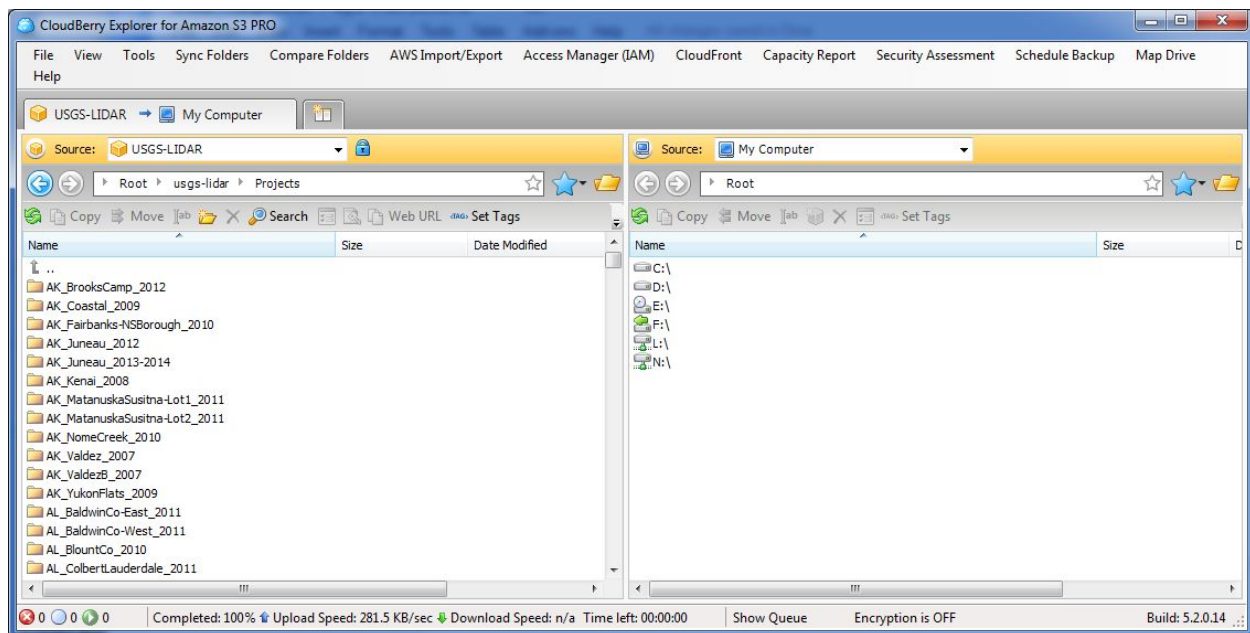 CloudBerry Explorer for Amazon S3 PRO
File View Tools Sync Folders Compare Folders AWS Import/Export Access Manager (IAM) CloudFront Capacity Report Security Assessment Schedule Backup Map Drive
Help
USGS-LIDAR My Computer
Source: USGS-LIDAR
Root usgs-lidar Projects
Copy Move Search Web URL Set Tags
Name Size Date Modified
..
AK_BrooksCamp_2012
AK_Coastal_2009
AK_Fairbanks-NSBorough_2010
AK_Juneau_2012
AK_Juneau_2013-2014
AK_Kenai_2008
AK_MatanuskaSusitna-Lot1_2011
AK_MatanuskaSusitna-Lot2_2011
AK_NomeCreek_2010
AK_Valdez_2007
AK_ValdezB_2007
AK_YukonFlats_2009
AL_BaldwinCo-East_2011
AL_BaldwinCo-West_2011
AL_BlountCo_2010
AL_ColbertLauderdale_2011
Source: My Computer
Root
Copy Move Set Tags
Name Size D
C:\
D:\
E:\
F:\
L:\
N:\
0 0 0 Completed: 100% Upload Speed: 281.5 KB/sec Download Speed: n/a Time left: 00:00:00 Show Queue Encryption is OFF Build: 5.2.0.14